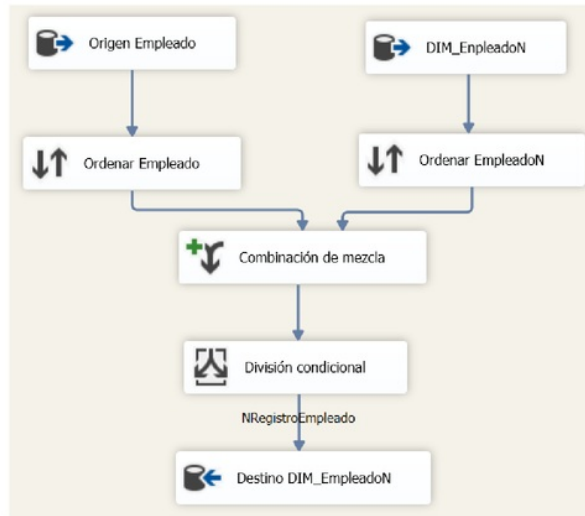 Origen Empleado
DIM_EnpleadoN
Ordenar Empleado
Ordenar EmpleadoN
Combinación de mezcla
División condicional
NRegistroEmpleado
Destino DIM_EmpleadoN